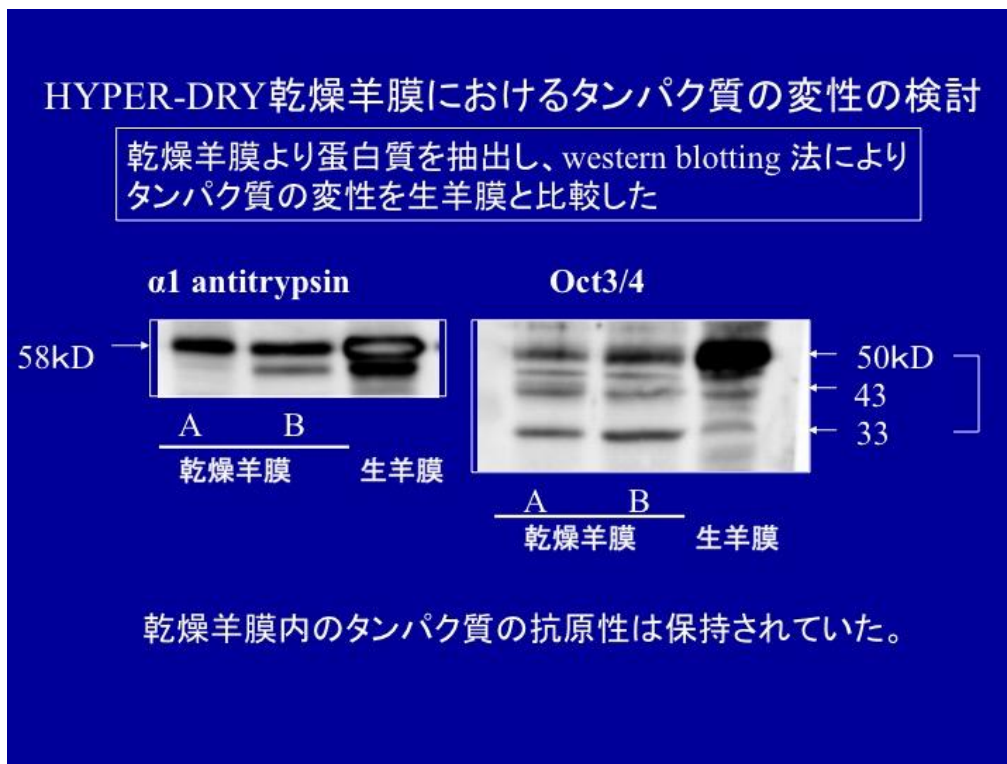 HYPER-DRY乾燥羊膜におけるタンパク質の変性の検討
乾燥羊膜より蛋白質を抽出し、western blotting 法により
タンパク質の変性を生羊膜と比較した
α1 antitrypsin
58kD
A B
乾燥羊膜 生羊膜
Oct3/4
50kD
43
33
A B
乾燥羊膜 生羊膜
乾燥羊膜内のタンパク質の抗原性は保持されていた。